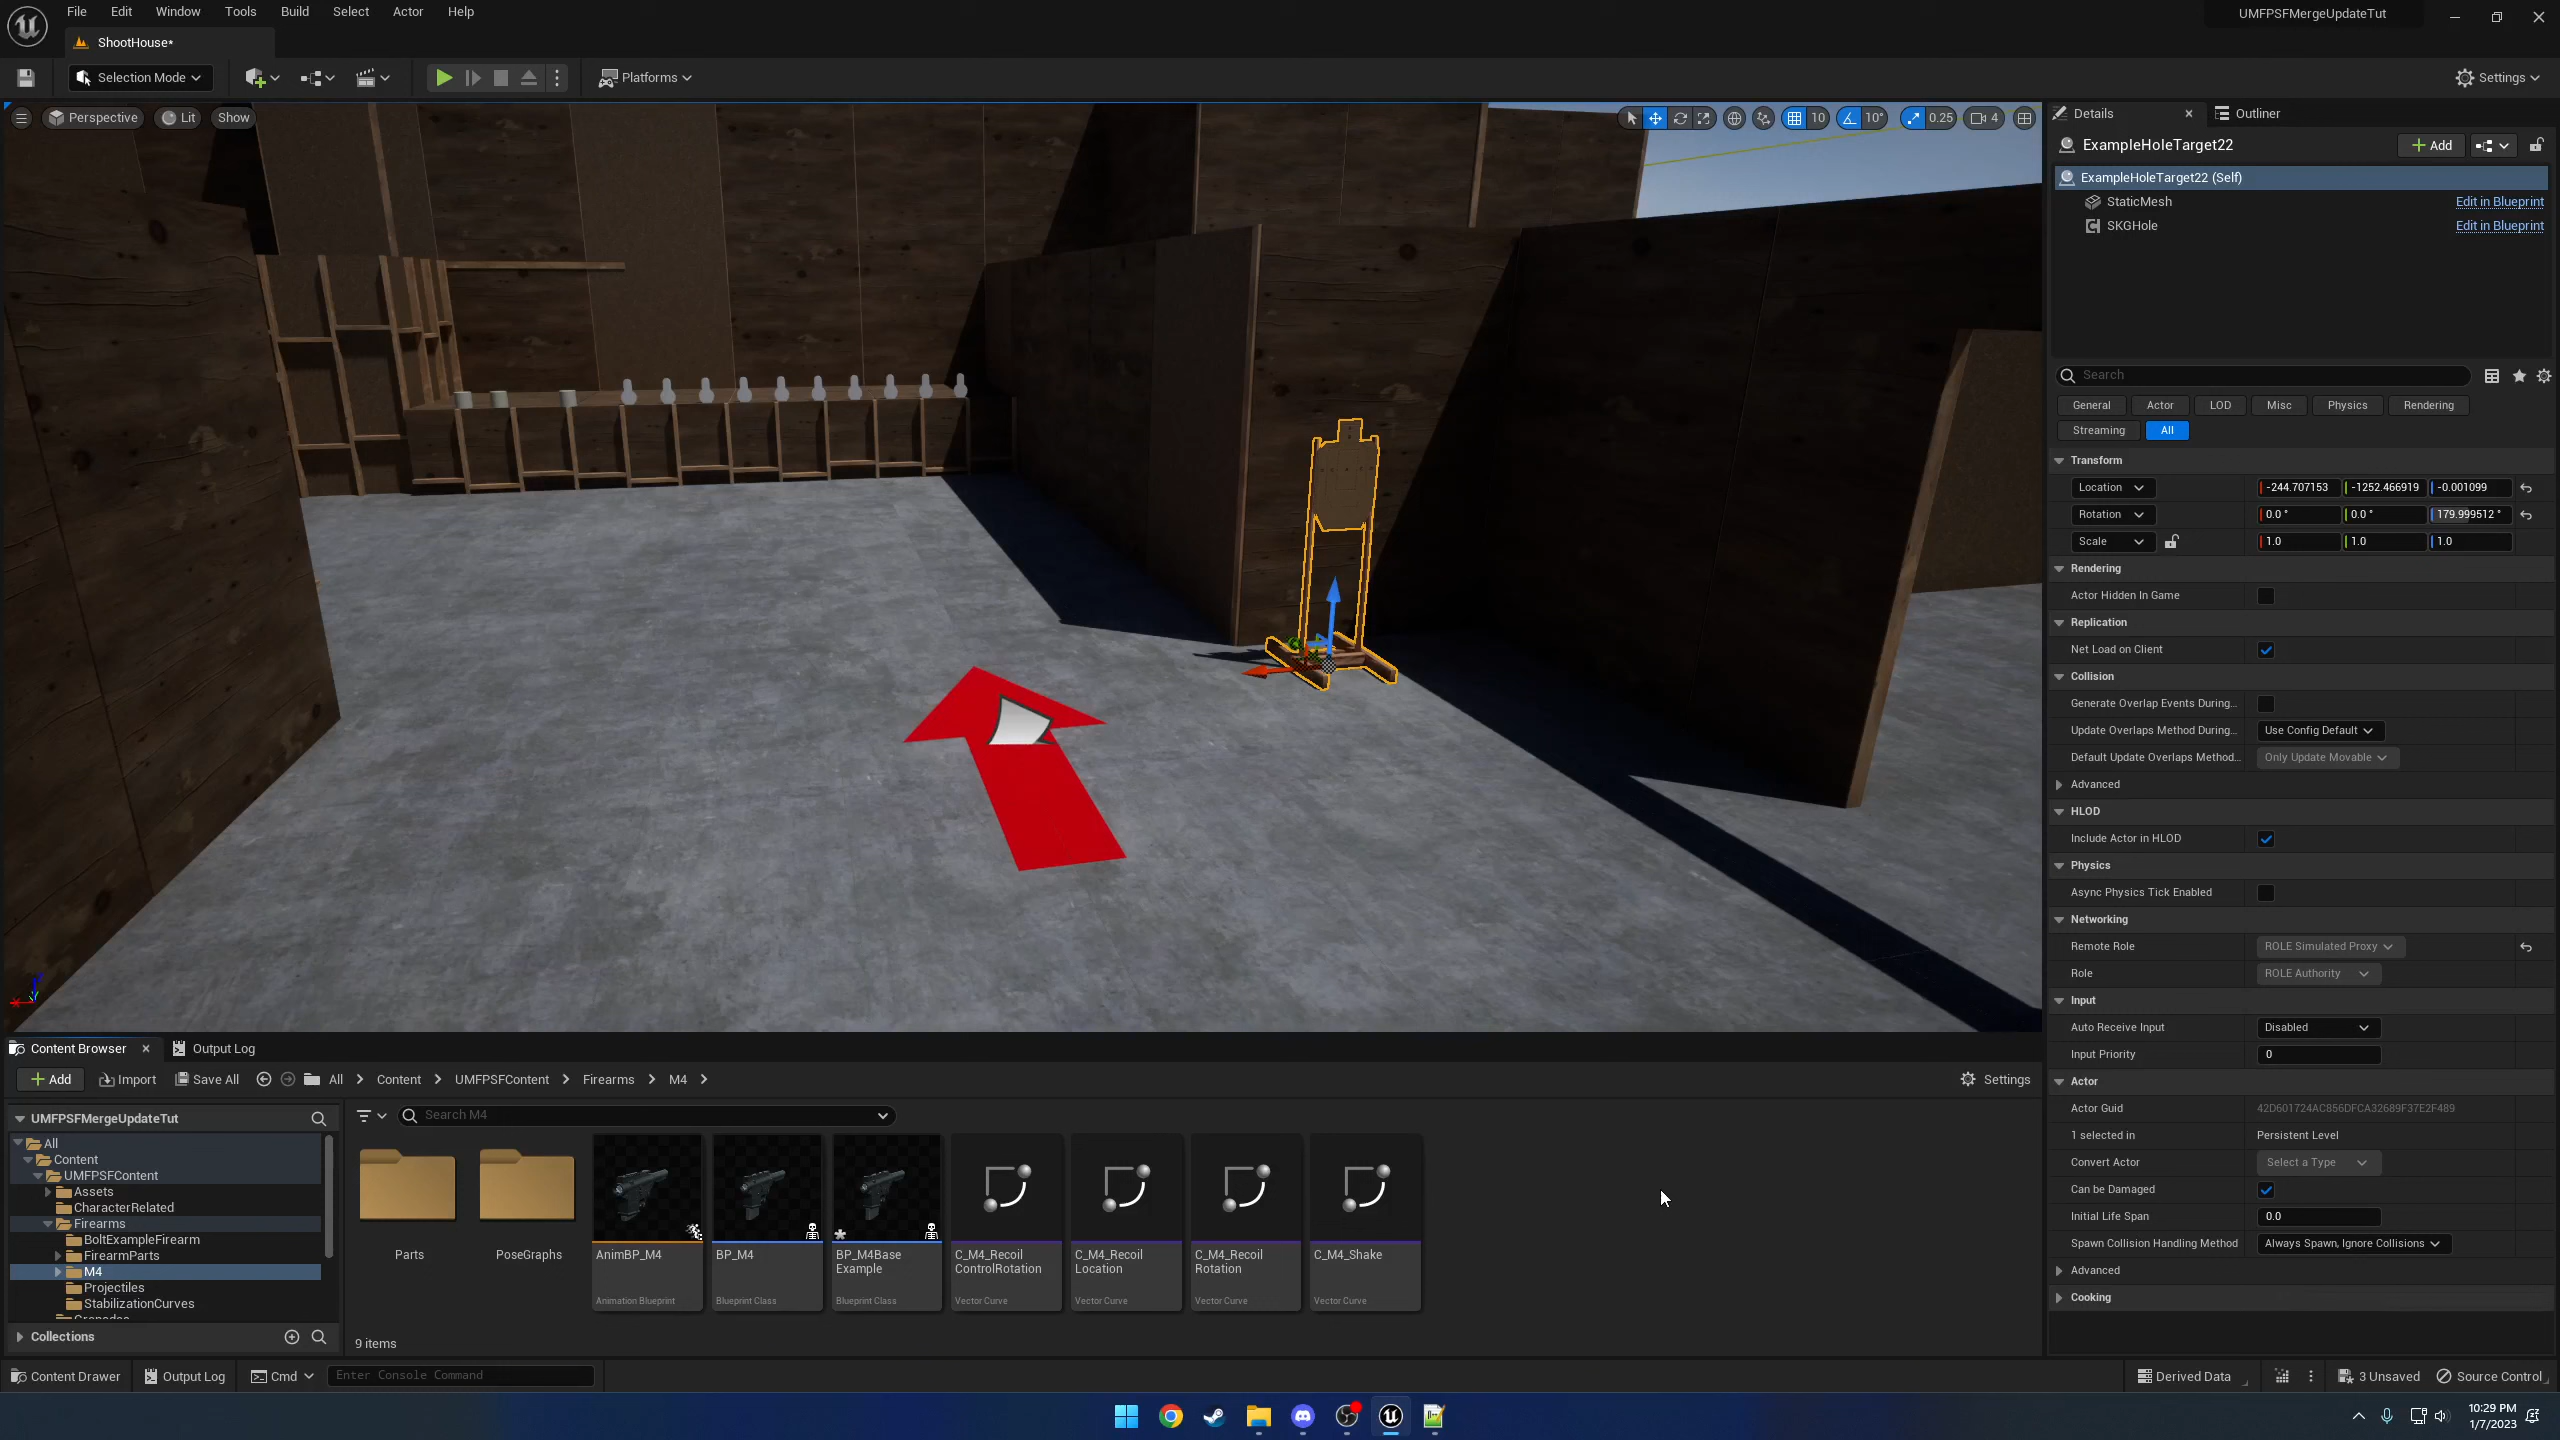 File Edit Window Tools Build Select Actor Help
UMFPSFMergeUpdateTut
ShootHouse*
Selection Mode
Platforms
Settings
Perspective Lit Show
10 10° 0.25 4
Details Outliner
ExampleHoleTarget22
Add
ExampleHoleTarget22 (Self)
StaticMesh Edit in Blueprint
SKGHole Edit in Blueprint
Search
General Actor LOD Misc Physics Rendering
Streaming All
Transform
Location -244.707153 -1252.466919 -0.001099
Rotation 0.0 ° 0.0 ° 179.999512 °
Scale 1.0 1.0 1.0
Rendering
Actor Hidden In Game
Replication
Net Load on Client
Collision
Generate Overlap Events During...
Update Overlaps Method During... Use Config Default
Default Update Overlaps Method... Only Update Movable
Advanced
HLOD
Include Actor in HLOD
Physics
Async Physics Tick Enabled
Networking
Remote Role ROLE Simulated Proxy
Role ROLE Authority
Input
Auto Receive Input Disabled
Input Priority 0
Actor
Actor Guid 42D601724AC856DFCA32689F37E2F489
1 selected in Persistent Level
Convert Actor Select a Type
Can be Damaged
Initial Life Span 0.0
Spawn Collision Handling Method Always Spawn, Ignore Collisions
Advanced
Cooking
Content Browser Output Log
Add Import Save All All Content UMFPSFContent Firearms M4 Settings
UMFPSFMergeUpdateTut
Search M4
All
Content
UMFPSFContent
Assets
CharacterRelated
Firearms
BoltExampleFirearm
FirearmParts
M4
Projectiles
StabilizationCurves
Collections
Parts
PoseGraphs
AnimBP_M4
Animation Blueprint
BP_M4
Blueprint Class
BP_M4Base
Example
Blueprint Class
C_M4_Recoil
ControlRotation
Vector Curve
C_M4_Recoil
Location
Vector Curve
C_M4_Recoil
Rotation
Vector Curve
C_M4_Shake
Vector Curve
9 items
Content Drawer Output Log Cmd Enter Console Command
Derived Data 3 Unsaved Source Control
10:29 PM
1/7/2023